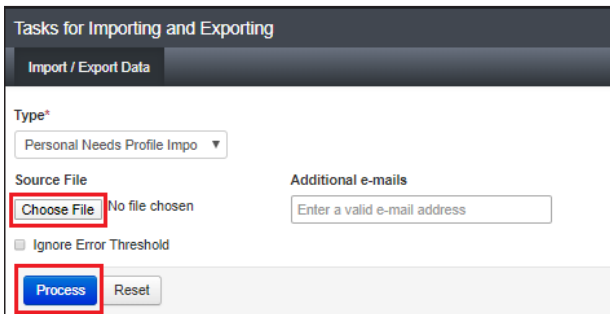 Tasks for Importing and Exporting
Import / Export Data
Type*
Personal Needs Profile Impo
Source File
Additional e-mails
Choose File No file chosen
Enter a valid e-mail address
Ignore Error Threshold
Process Reset